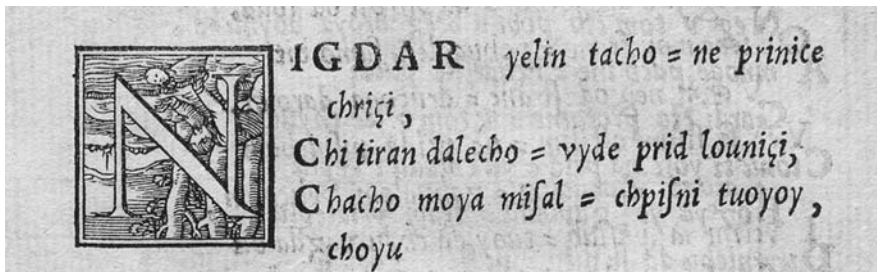 NIGDAR yelin tacho = ne prinice
chriçi,
Chi tiran dalecho = vyde prid louniçi,
Chacho moya miſal = chpiſni tuoyoy,
choyu